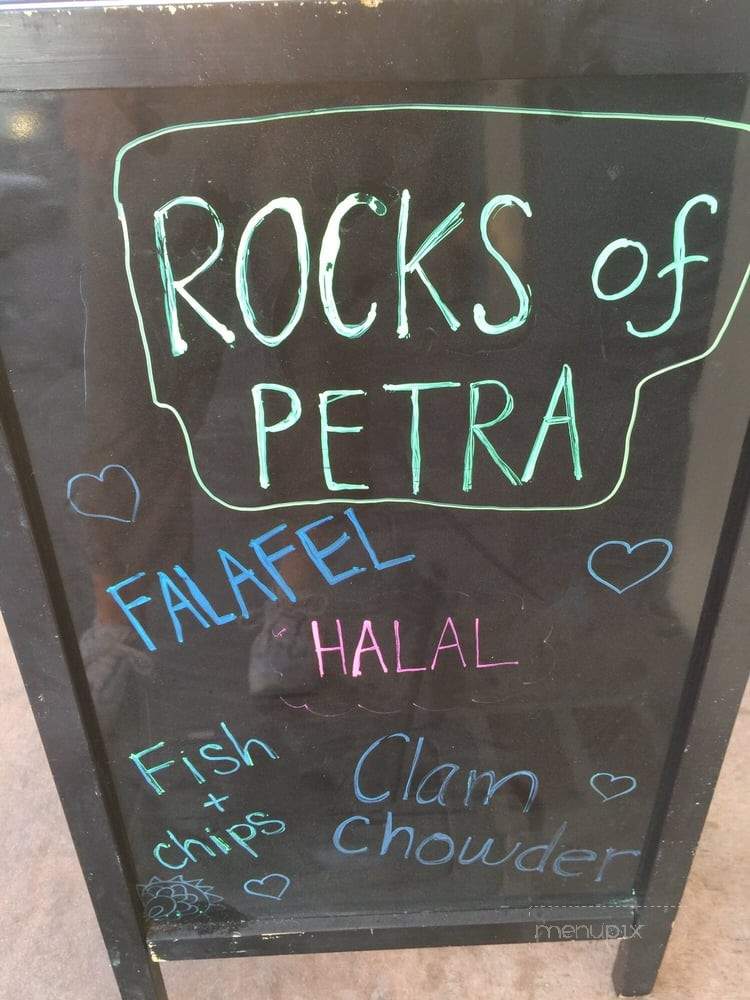 ROCKS of
PETRA
FALAFEL
HALAL
Fish
+
chips
Clam
chowder
menupix